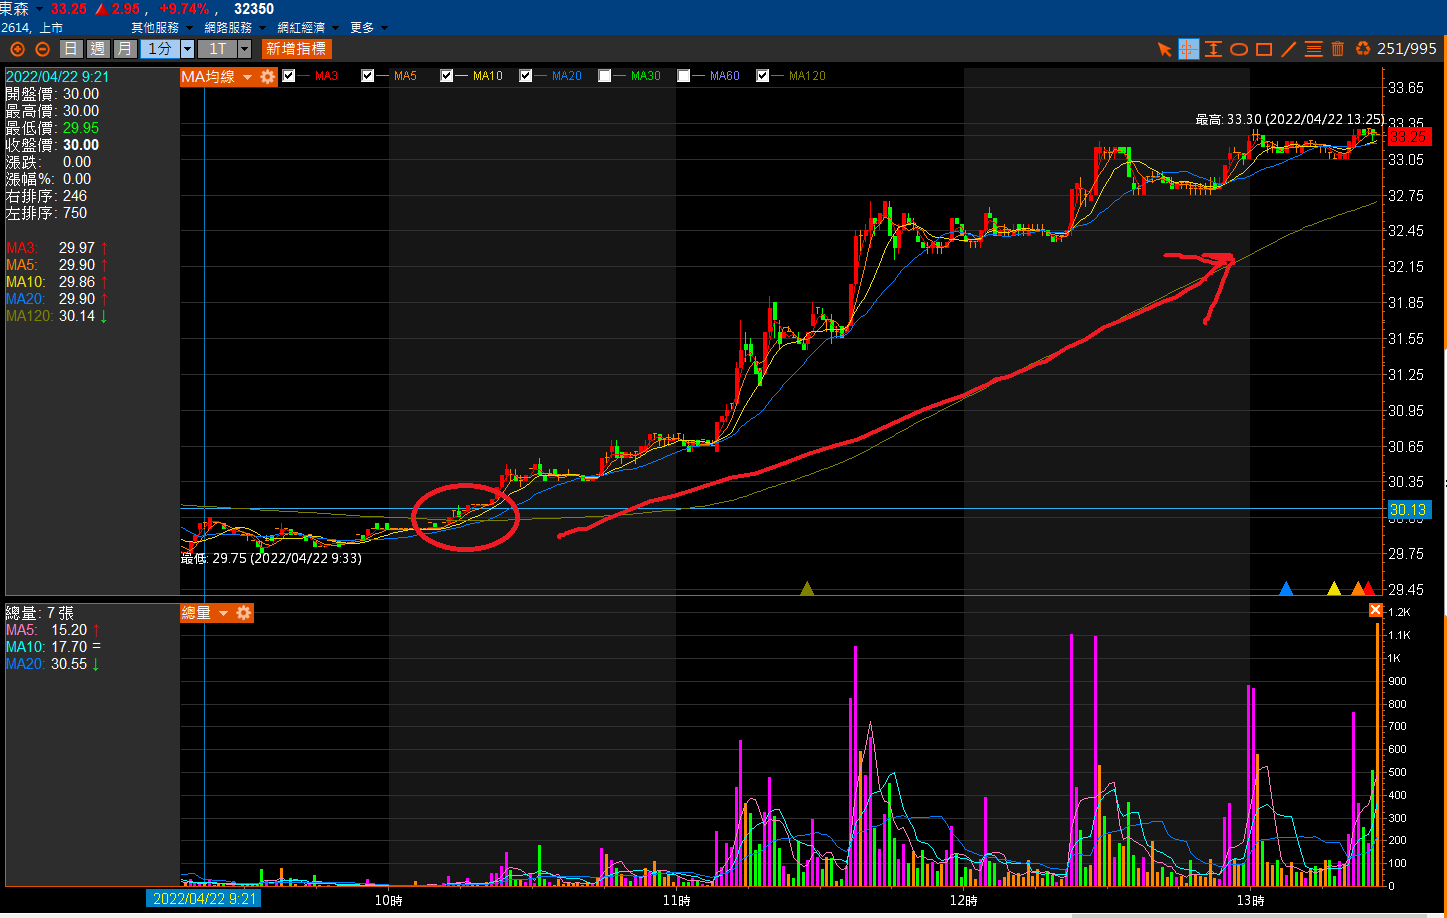 東森 33.25 ▲ 2.95 , +9.74% , 32350
2614, 上市 其他服務 網路服務 網紅經濟 更多
日 週 月 1分 1T 新增指標 251/995
2022/04/22 9:21
開盤價: 30.00
最高價: 30.00
最低價: 29.95
收盤價: 30.00
漲跌: 0.00
漲幅%: 0.00
右排序: 246
左排序: 750
MA3: 29.97 ↑
MA5: 29.90 ↑
MA10: 29.86 ↑
MA20: 29.90 ↑
MA120: 30.14 ↓
MA均線 MA3 MA5 MA10 MA20 MA30 MA60 MA120
最高: 33.30 (2022/04/22 13:25)
最低: 29.75 (2022/04/22 9:33)
33.65
33.35
33.25
33.05
32.75
32.45
32.15
31.85
31.55
31.25
30.95
30.65
30.35
30.13
30.05
29.75
29.45
總量: 7 張
MA5: 15.20 ↑
MA10: 17.70 =
MA20: 30.55 ↓
總量
1.2K
1.1K
1K
900
800
700
600
500
400
300
200
100
0
2022/04/22 9:21 10時 11時 12時 13時